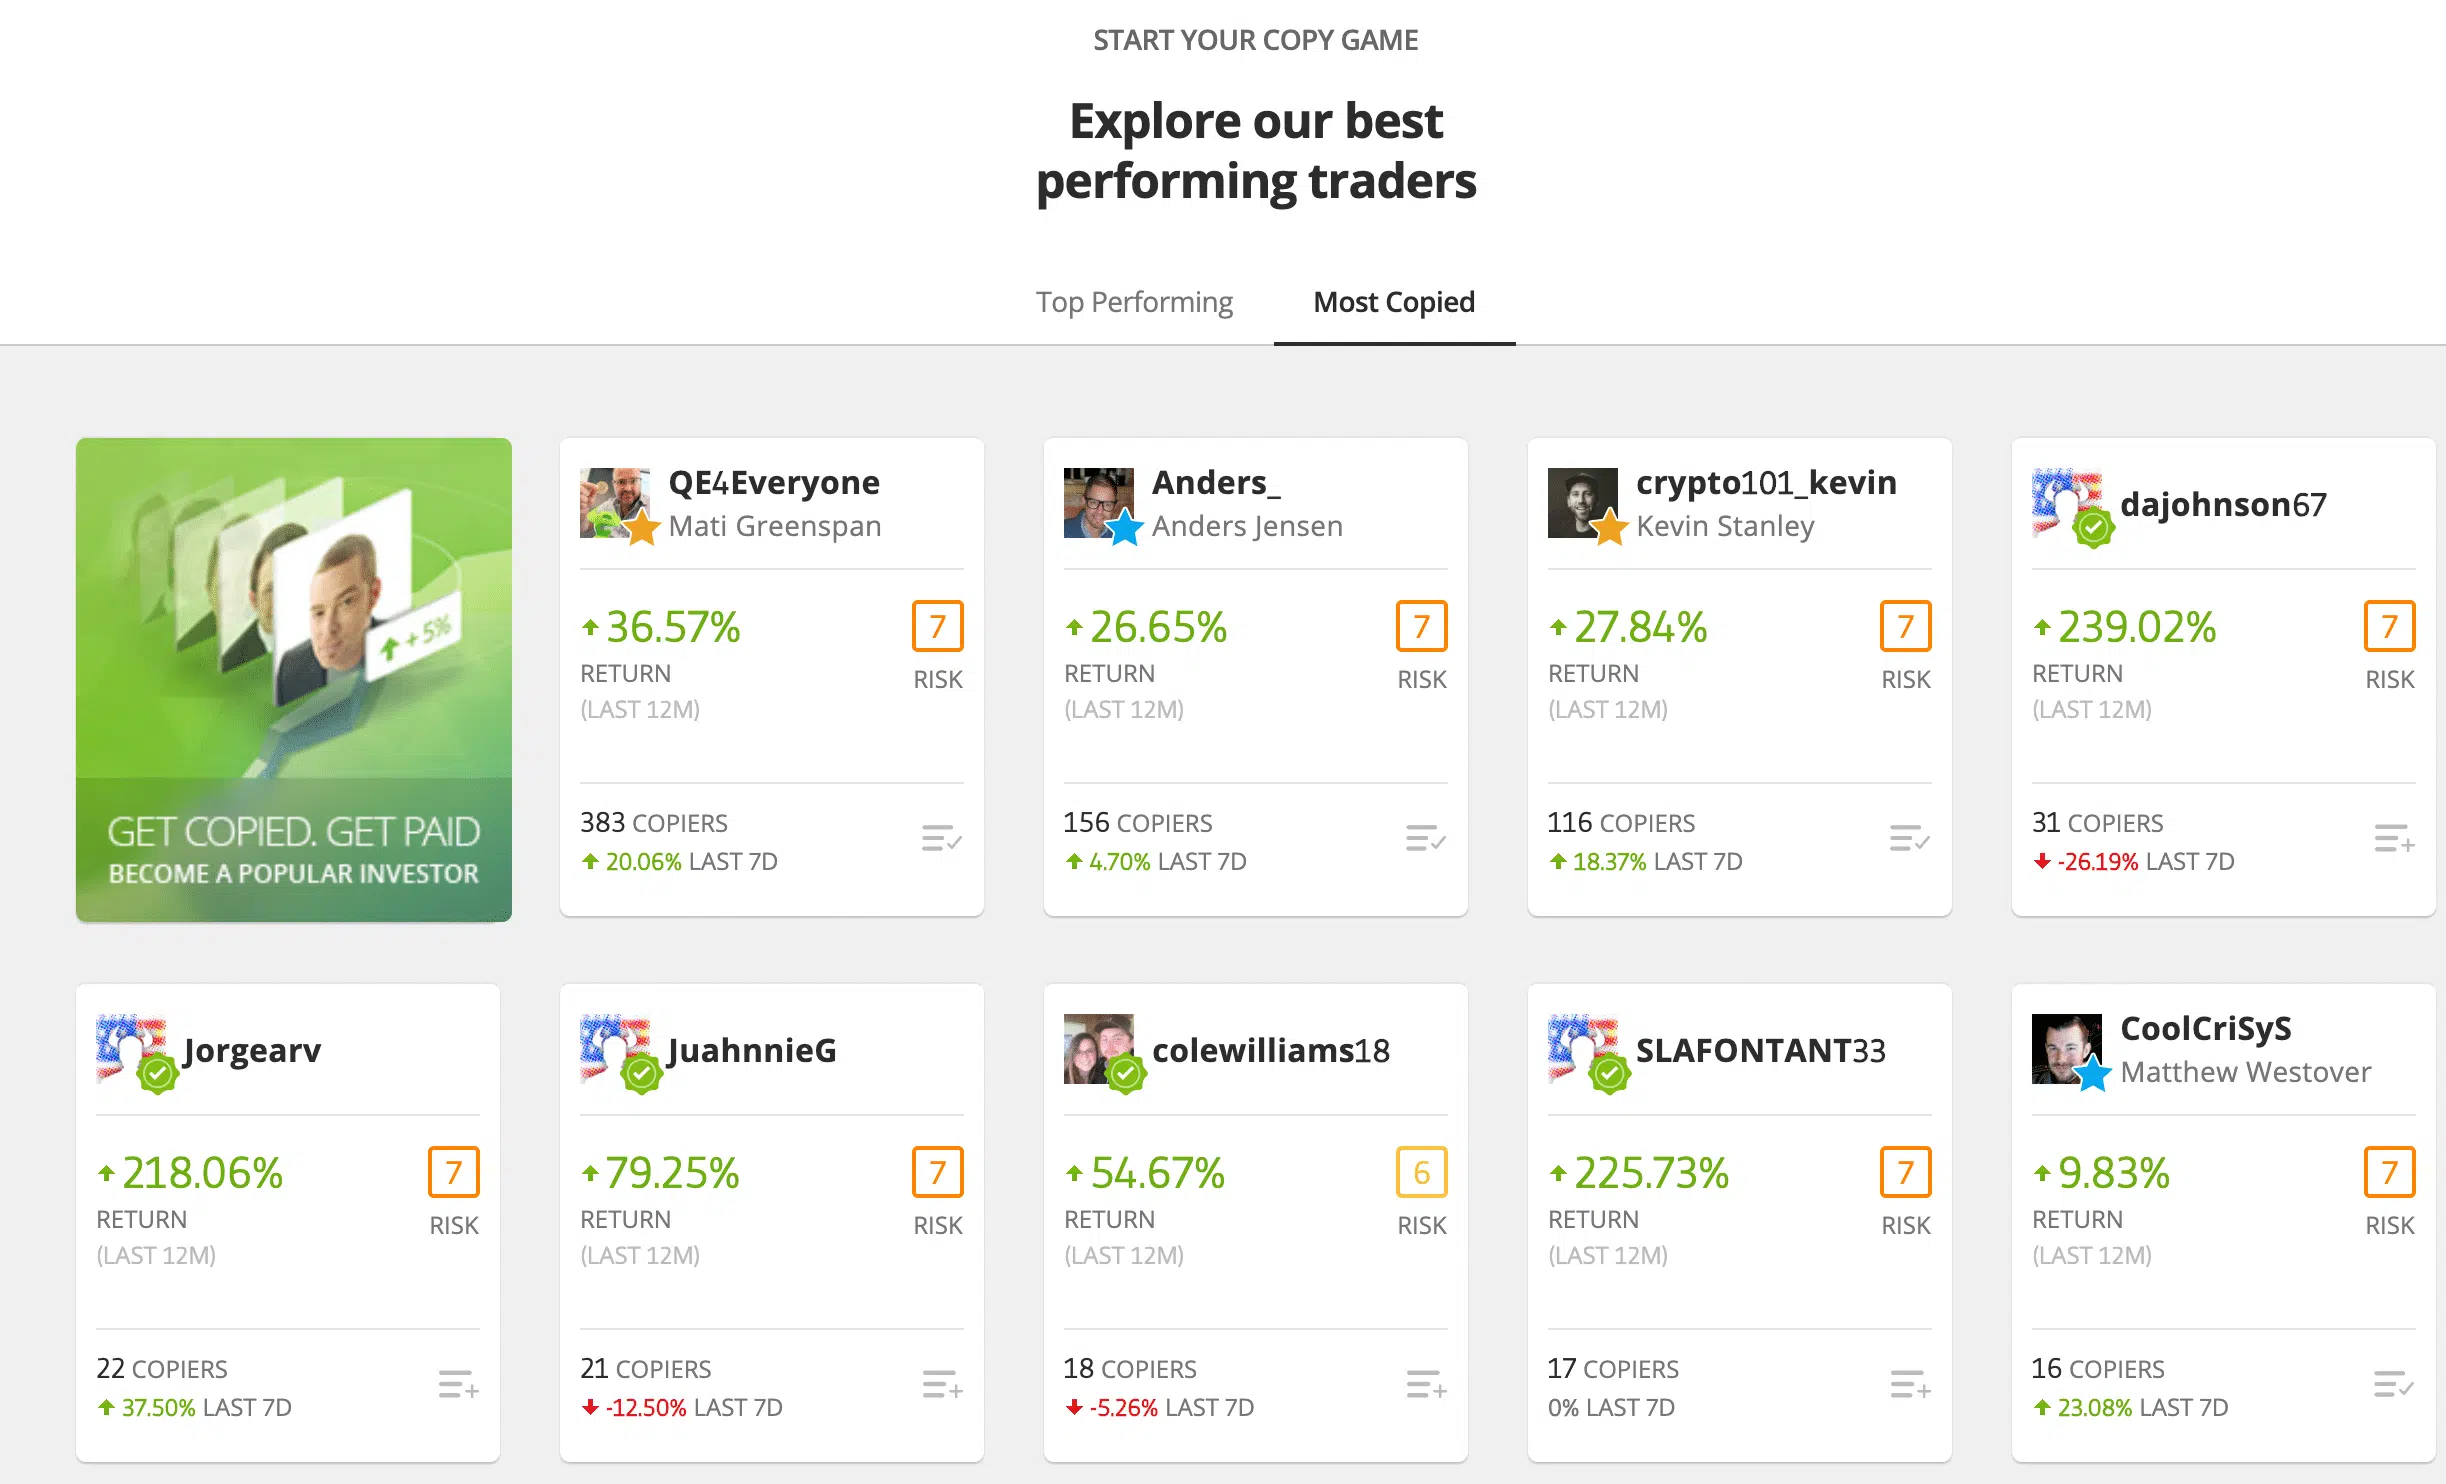 START YOUR COPY GAME
Explore our best
performing traders
Top Performing
Most Copied
+5%
GET COPIED. GET PAID
BECOME A POPULAR INVESTOR
QE4Everyone
Mati Greenspan
36.57%
7
RETURN
RISK
(LAST 12M)
383 COPIERS
20.06% LAST 7D
Anders_
Anders Jensen
26.65%
7
RETURN
RISK
(LAST 12M)
156 COPIERS
4.70% LAST 7D
crypto101_kevin
Kevin Stanley
27.84%
7
RETURN
RISK
(LAST 12M)
116 COPIERS
18.37% LAST 7D
dajohnson67
239.02%
7
RETURN
RISK
(LAST 12M)
31 COPIERS
-26.19% LAST 7D
Jorgearv
218.06%
7
RETURN
RISK
(LAST 12M)
22 COPIERS
37.50% LAST 7D
JuahnnieG
79.25%
7
RETURN
RISK
(LAST 12M)
21 COPIERS
-12.50% LAST 7D
colewilliams18
54.67%
6
RETURN
RISK
(LAST 12M)
18 COPIERS
-5.26% LAST 7D
SLAFONTANT33
225.73%
7
RETURN
RISK
(LAST 12M)
17 COPIERS
0% LAST 7D
CoolCriSyS
Matthew Westover
9.83%
7
RETURN
RISK
(LAST 12M)
16 COPIERS
23.08% LAST 7D